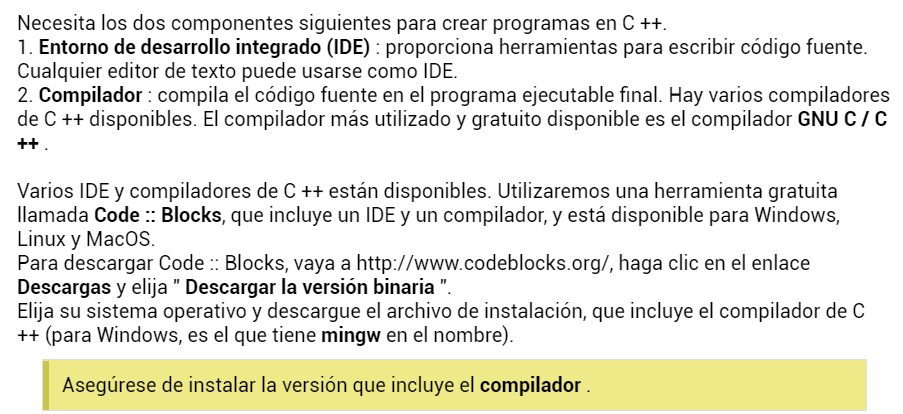 Necesita los dos componentes siguientes para crear programas en C ++.
1. Entorno de desarrollo integrado (IDE) : proporciona herramientas para escribir código fuente.
Cualquier editor de texto puede usarse como IDE.
2. Compilador : compila el código fuente en el programa ejecutable final. Hay varios compiladores
de C ++ disponibles. El compilador más utilizado y gratuito disponible es el compilador GNU C / C
++ .
Varios IDE y compiladores de C ++ están disponibles. Utilizaremos una herramienta gratuita
llamada Code :: Blocks, que incluye un IDE y un compilador, y está disponible para Windows,
Linux y MacOS.
Para descargar Code :: Blocks, vaya a http://www.codeblocks.org/, haga clic en el enlace
Descargas y elija " Descargar la versión binaria ".
Elija su sistema operativo y descargue el archivo de instalación, que incluye el compilador de C
++ (para Windows, es el que tiene mingw en el nombre).
Asegúrese de instalar la versión que incluye el compilador .